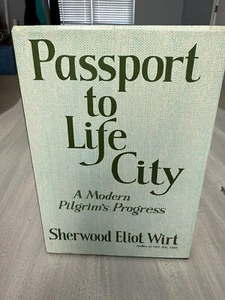 Passport
to
Life
City
A Modern
Pilgrim's Progress
Sherwood Eliot Wirt